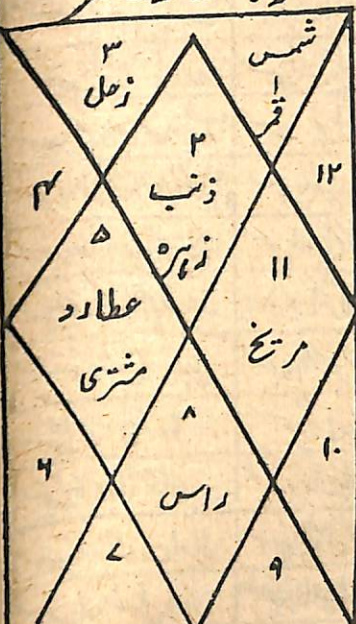 شمس
۱
قمر
۳
زحل
۲
ذنب
زہرہ
۱۲
۴
۵
عطارد
مشتری
۱۱
مریخ
۸
راس
۱۰
۶
۷
۹